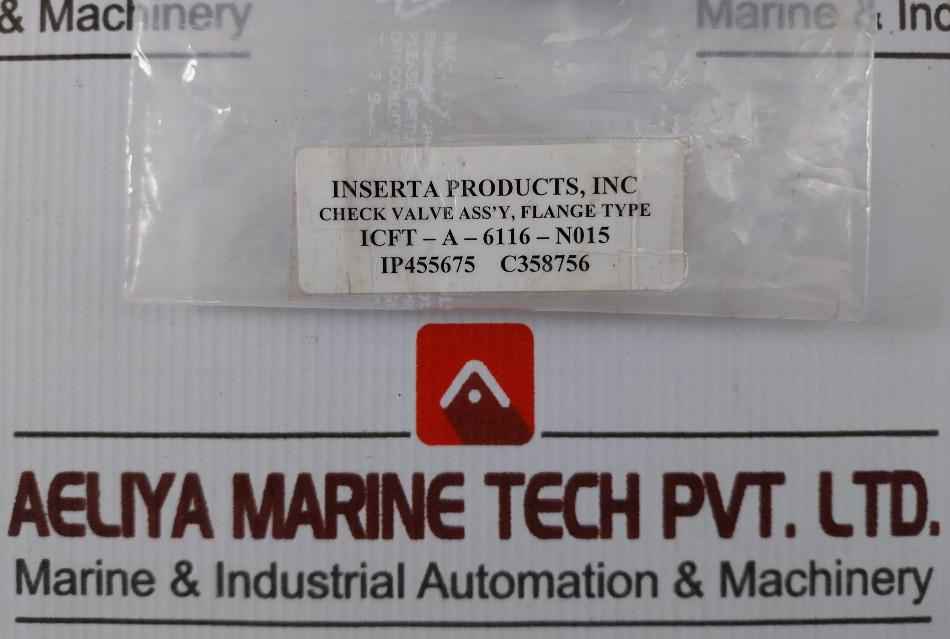 & Machinery
Marine & Ind
INSERTA PRODUCTS, INC
CHECK VALVE ASS'Y, FLANGE TYPE
ICFT – A – 6116 – N015
IP455675 C358756
AELIYA MARINE TECH PVT. LTD.
Marine & Industrial Automation & Machinery